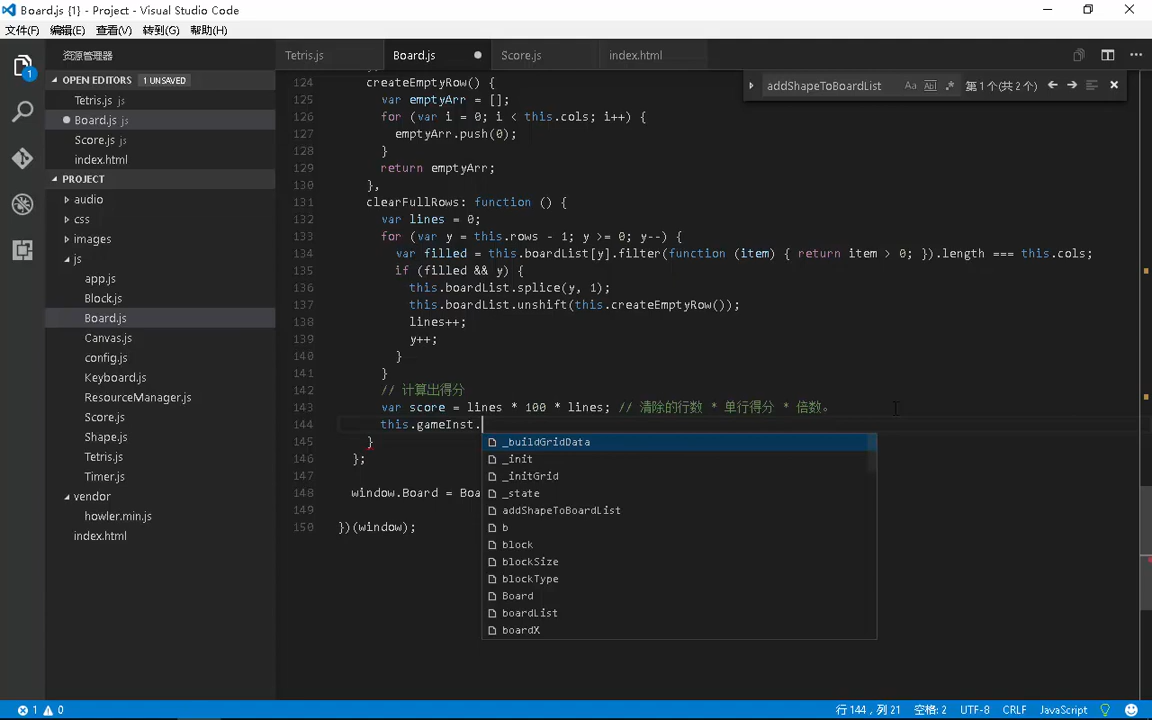 Board.js {1} - Project - Visual Studio Code
文件(F) 编辑(E) 查看(V) 转到(G) 帮助(H)
资源管理器
OPEN EDITORS 1 UNSAVED
Tetris.js js
Board.js js
Score.js js
index.html
PROJECT
audio
css
images
js
app.js
Block.js
Board.js
Canvas.js
config.js
Keyboard.js
ResourceManager.js
Score.js
Shape.js
Tetris.js
Timer.js
vendor
howler.min.js
index.html
1
Tetris.js Board.js Score.js index.html
addShapeToBoardList Aa Abl .* 第1个(共2个)
124 createEmptyRow() {
125 var emptyArr = [];
126 for (var i = 0; i < this.cols; i++) {
127 emptyArr.push(0);
128 }
129 return emptyArr;
130 },
131 clearFullRows: function () {
132 var lines = 0;
133 for (var y = this.rows - 1; y >= 0; y--) {
134 var filled = this.boardList[y].filter(function (item) { return item > 0; }).length === this.cols;
135 if (filled && y) {
136 this.boardList.splice(y, 1);
137 this.boardList.unshift(this.createEmptyRow());
138 lines++;
139 y++;
140 }
141 }
142 // 计算出得分
143 var score = lines * 100 * lines; // 清除的行数 * 单行得分 * 倍数。
144 this.gameInst.
145 }
146 };
147
148 window.Board = Boa
149
150 })(window);
_buildGridData
_init
_initGrid
_state
addShapeToBoardList
b
block
blockSize
blockType
Board
boardList
boardX
1 0 行 144，列 21 空格: 2 UTF-8 CRLF JavaScript